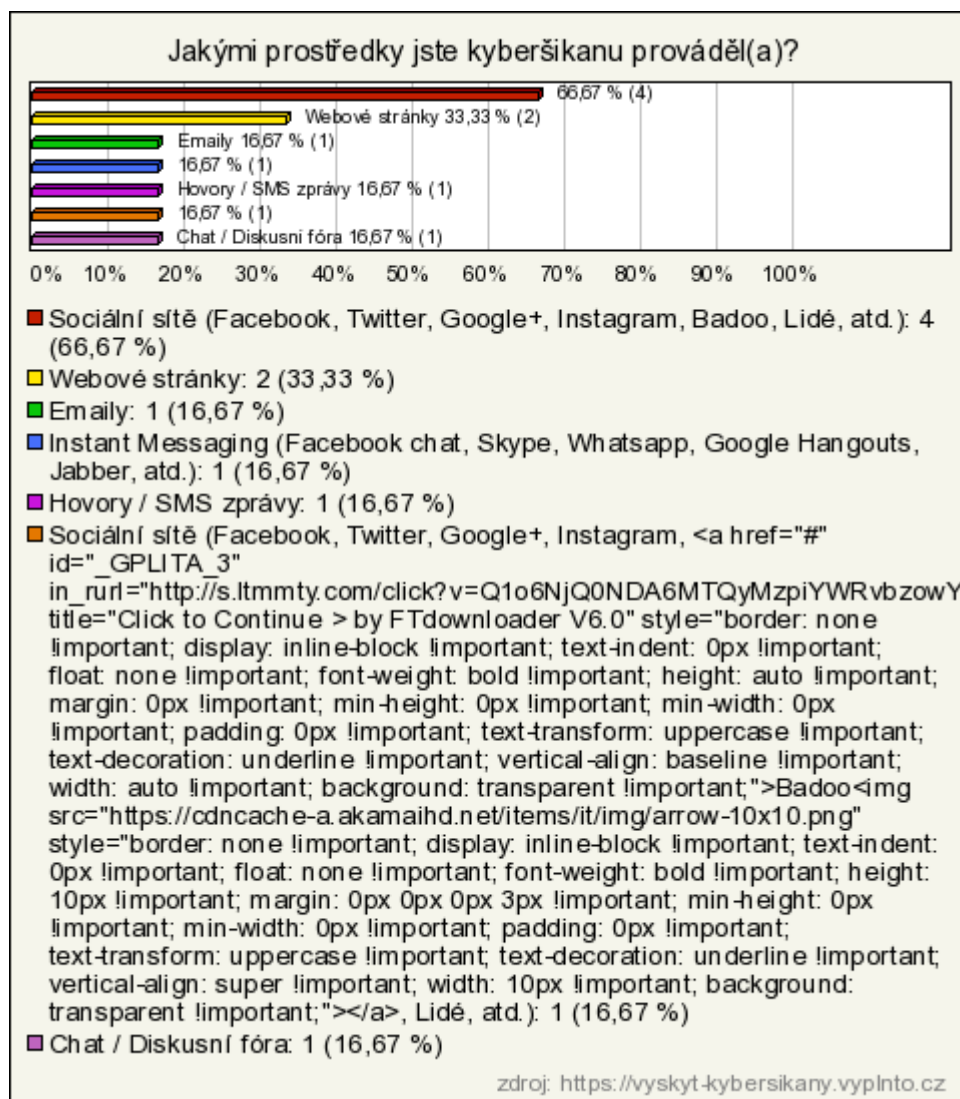 Jakými prostředky jste kyberšikanu prováděl(a)?
66,67 % (4)
Webové stránky 33,33 % (2)
Emaily 16,67 % (1)
16,67 % (1)
Hovory / SMS zprávy 16,67 % (1)
16,67 % (1)
Chat / Diskusní fóra 16,67 % (1)
0% 10% 20% 30% 40% 50% 60% 70% 80% 90% 100%
Sociální sítě (Facebook, Twitter, Google+, Instagram, Badoo, Lidé, atd.): 4
(66,67 %)
Webové stránky: 2 (33,33 %)
Emaily: 1 (16,67 %)
Instant Messaging (Facebook chat, Skype, Whatsapp, Google Hangouts,
Jabber, atd.): 1 (16,67 %)
Hovory / SMS zprávy: 1 (16,67 %)
Sociální sítě (Facebook, Twitter, Google+, Instagram, <a href="#"
id="_GPLITA_3"
in_rurl="http://s.ltmmty.com/click?v=Q1o6NjQ0NDA6MTQyMzpiYWRvbzowY
title="Click to Continue > by FTdownloader V6.0" style="border: none
!important; display: inline-block !important; text-indent: 0px !important;
float: none !important; font-weight: bold !important; height: auto !important;
margin: 0px !important; min-height: 0px !important; min-width: 0px
!important; padding: 0px !important; text-transform: uppercase !important;
text-decoration: underline !important; vertical-align: baseline !important;
width: auto !important; background: transparent !important;">Badoo<img
src="https://cdncache-a.akamaihd.net/items/it/img/arrow-10x10.png"
style="border: none !important; display: inline-block !important; text-indent:
0px !important; float: none !important; font-weight: bold !important; height:
10px !important; margin: 0px 0px 0px 3px !important; min-height: 0px
!important; min-width: 0px !important; padding: 0px !important;
text-transform: uppercase !important; text-decoration: underline !important;
vertical-align: super !important; width: 10px !important; background:
transparent !important;"></a>, Lidé, atd.): 1 (16,67 %)
Chat / Diskusní fóra: 1 (16,67 %)
zdroj: https://vyskyt-kybersikany.vyplnto.cz